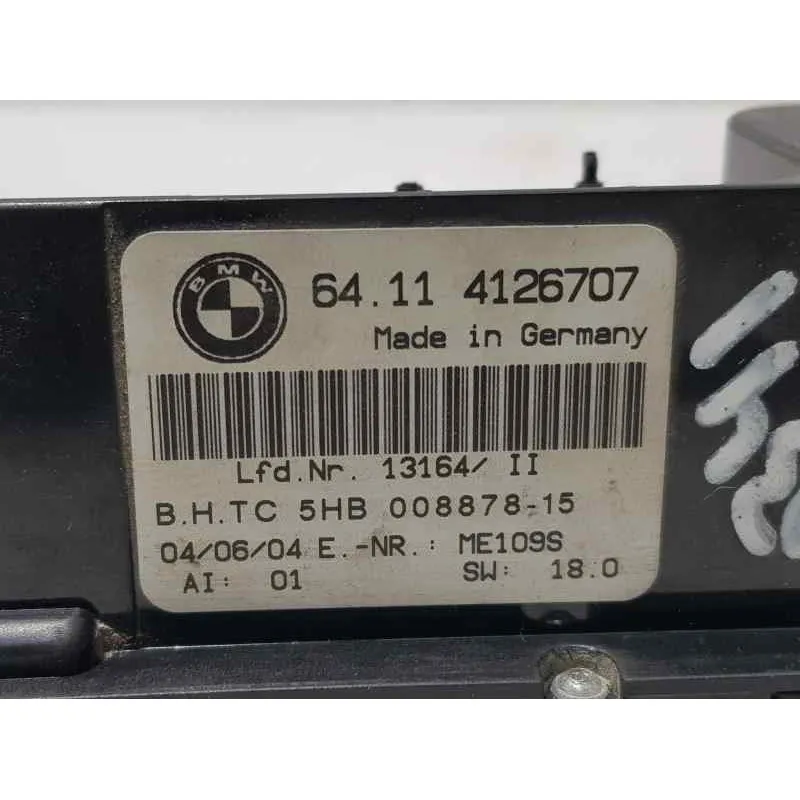 BMW
64.11 4126707
Made in Germany
Lfd.Nr. 13164/ II
B.H.TC 5HB 008878-15
04/06/04 E.-NR.: ME109S
AI: 01 SW: 18.0